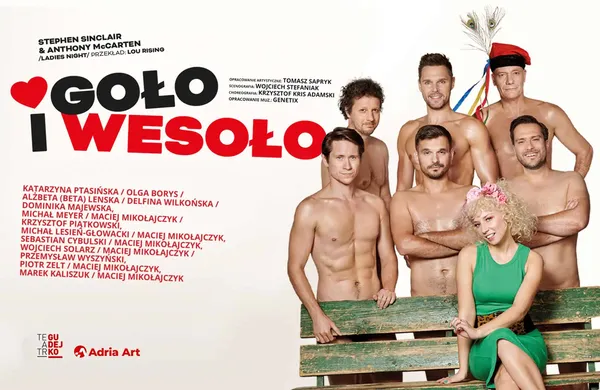 STEPHEN SINCLAIR
& ANTHONY McCARTEN
/LADIES NIGHT/ PRZEKŁAD: LOU RISING
GOŁO
I WESOŁO
OPRACOWANIE ARTYSTYCZNE: TOMASZ SAPRYK
SCENOGRAFIA: WOJCIECH STEFANIAK
CHOREOGRAFIA: KRZYSZTOF KRIS ADAMSKI
OPRACOWANIE MUZ.: GENETIX
KATARZYNA PTASIŃSKA / OLGA BORYS /
ALŻBETA (BETA) LENSKA / DELFINA WILKOŃSKA /
DOMINIKA MAJEWSKA,
MICHAŁ MEYER / MACIEJ MIKOŁAJCZYK /
KRZYSZTOF PIĄTKOWSKI,
MICHAŁ LESIEŃ-GŁOWACKI / MACIEJ MIKOŁAJCZYK,
SEBASTIAN CYBULSKI / MACIEJ MIKOŁAJCZYK,
WOJCIECH SOLARZ / MACIEJ MIKOŁAJCZYK /
PRZEMYSŁAW WYSZYŃSKI,
PIOTR ZELT / MACIEJ MIKOŁAJCZYK,
MAREK KALISZUK / MACIEJ MIKOŁAJCZYK
TE GU
A DEJ
TR KO
Adria Art